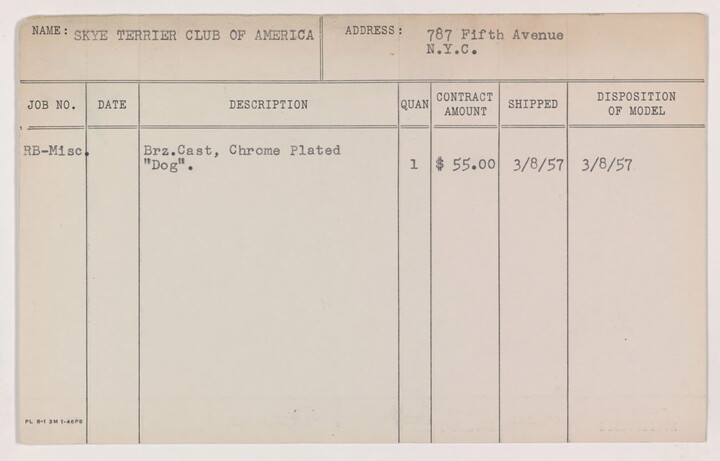 NAME: SKYE TERRIER CLUB OF AMERICA
ADDRESS: 787 Fifth Avenue
N.Y.C.
JOB NO. DATE DESCRIPTION QUAN CONTRACT AMOUNT SHIPPED DISPOSITION OF MODEL
RB-Misc. Brz.Cast, Chrome Plated
"Dog". 1 $ 55.00 3/8/57 3/8/57